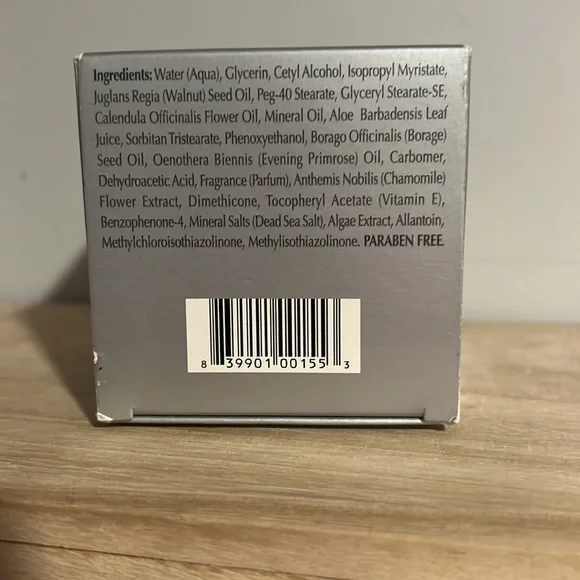 Ingredients: Water (Aqua), Glycerin, Cetyl Alcohol, Isopropyl Myristate,
Juglans Regia (Walnut) Seed Oil, Peg-40 Stearate, Glyceryl Stearate-SE,
Calendula Officinalis Flower Oil, Mineral Oil, Aloe Barbadensis Leaf
Juice, Sorbitan Tristearate, Phenoxyethanol, Borago Officinalis (Borage)
Seed Oil, Oenothera Biennis (Evening Primrose) Oil, Carbomer,
Dehydroacetic Acid, Fragrance (Parfum), Anthemis Nobilis (Chamomile)
Flower Extract, Dimethicone, Tocopheryl Acetate (Vitamin E),
Benzophenone-4, Mineral Salts (Dead Sea Salt), Algae Extract, Allantoin,
Methylchloroisothiazolinone, Methylisothiazolinone. PARABEN FREE.
8 39901 00155 3